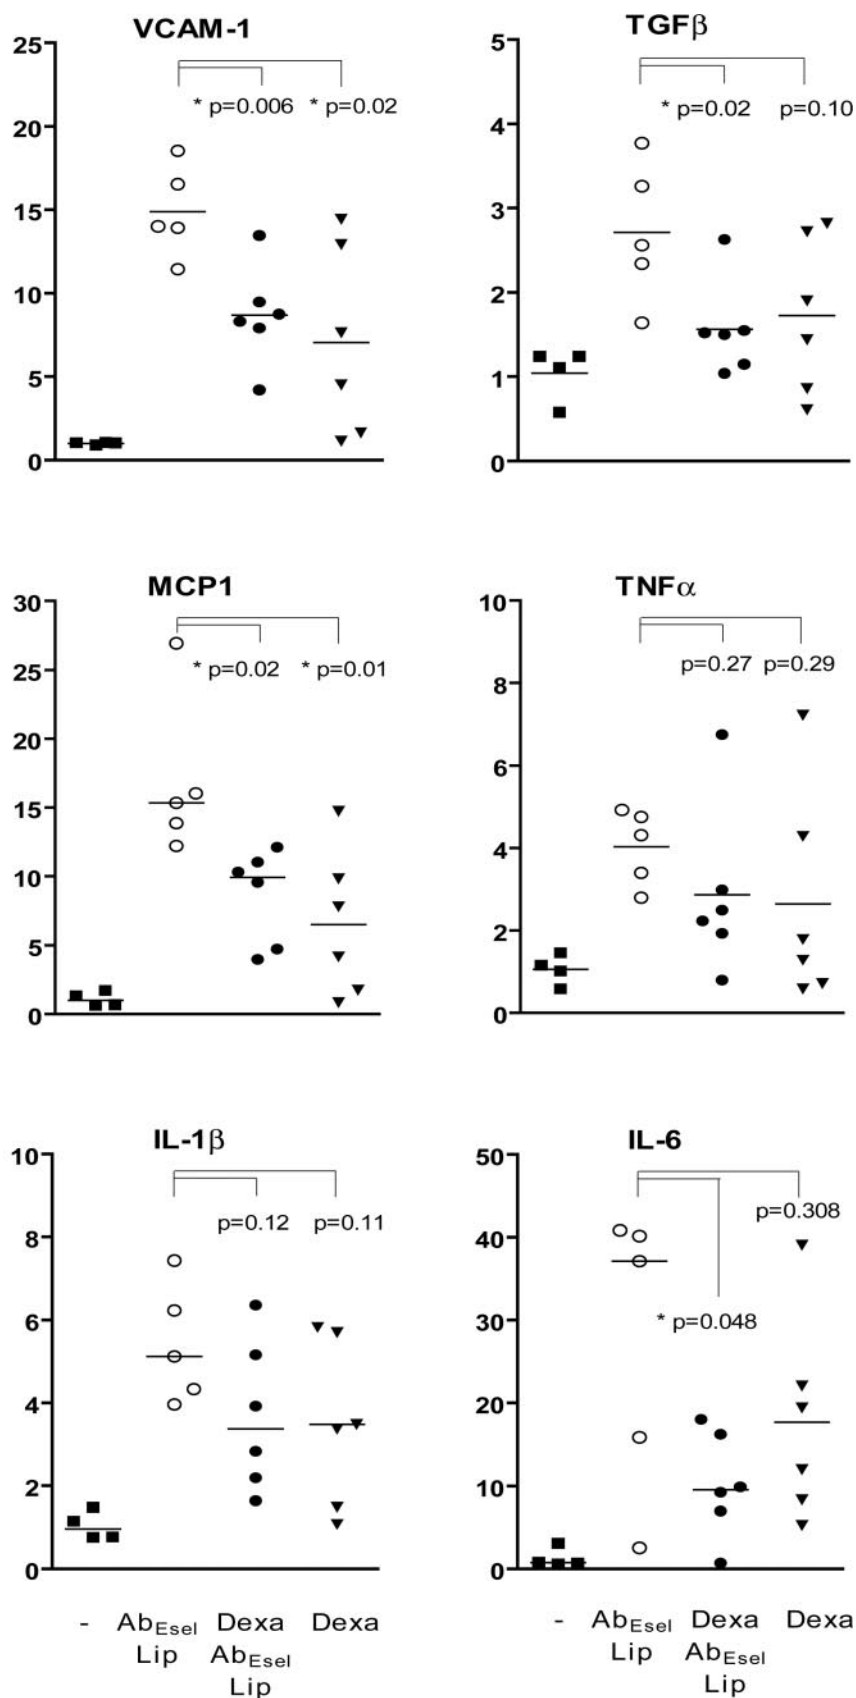 VCAM-1
25
20
15
10
5
0
* p=0.006 * p=0.02
TGFβ
5
4
3
2
1
0
* p=0.02 p=0.10
MCP1
30
25
20
15
10
5
0
* p=0.02 * p=0.01
TNFα
10
8
6
4
2
0
p=0.27 p=0.29
IL-1β
10
8
6
4
2
0
p=0.12 p=0.11
IL-6
50
40
30
20
10
0
p=0.308
* p=0.048
- AbEsel Dexa Dexa
Lip AbEsel
Lip
- AbEsel Dexa Dexa
Lip AbEsel
Lip